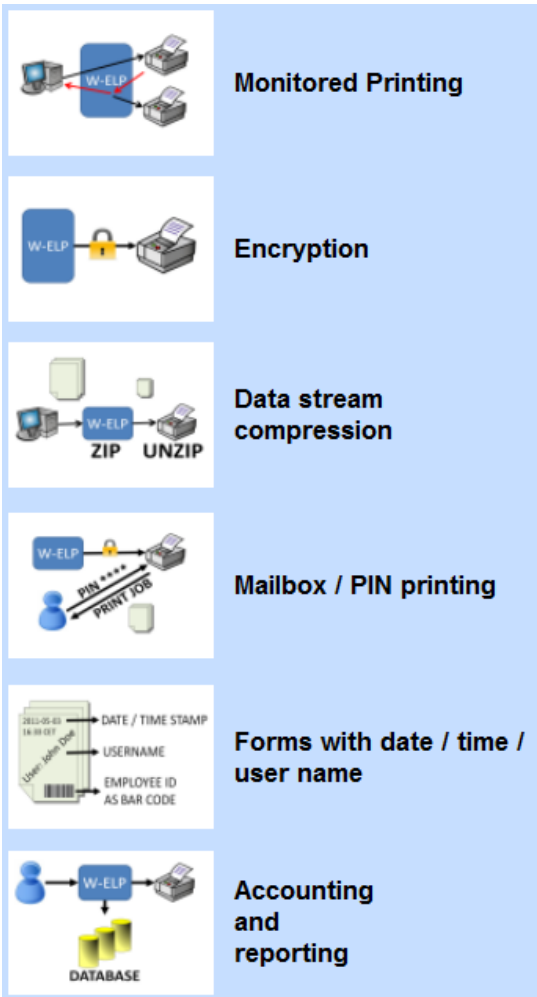 W-ELP
Monitored Printing
W-ELP
Encryption
W-ELP
ZIP UNZIP
Data stream
compression
W-ELP
PIN ****
PRINT JOB
Mailbox / PIN printing
2011-05-03
16:30 CET
User: John Doe
DATE / TIME STAMP
USERNAME
EMPLOYEE ID
AS BAR CODE
Forms with date / time /
user name
W-ELP
DATABASE
Accounting
and
reporting